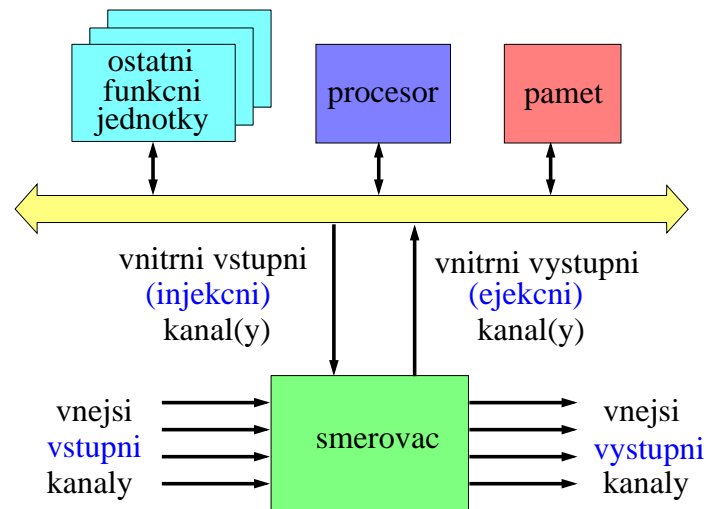 ostatni
funkcni
jednotky
procesor
pamet
vnitrni vstupni
(injekcni)
kanal(y)
vnitrni vystupni
(ejekcni)
kanal(y)
vnejsi
vstupni
kanaly
smerovac
vnejsi
vystupni
kanaly